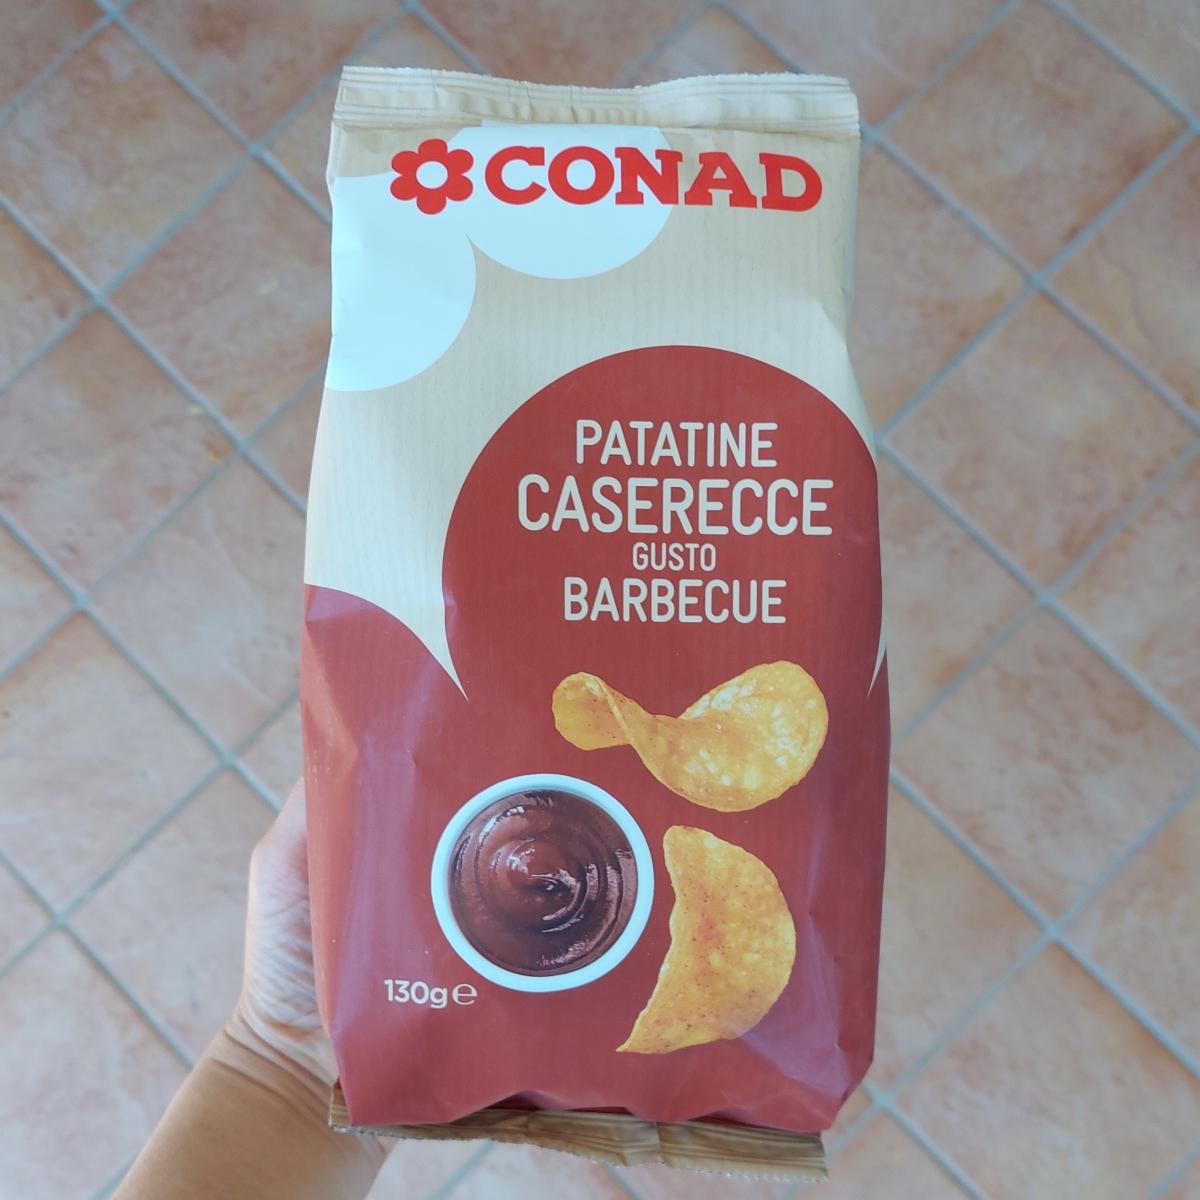 CONAD
PATATINE
CASERECCE
GUSTO
BARBECUE
130g℮